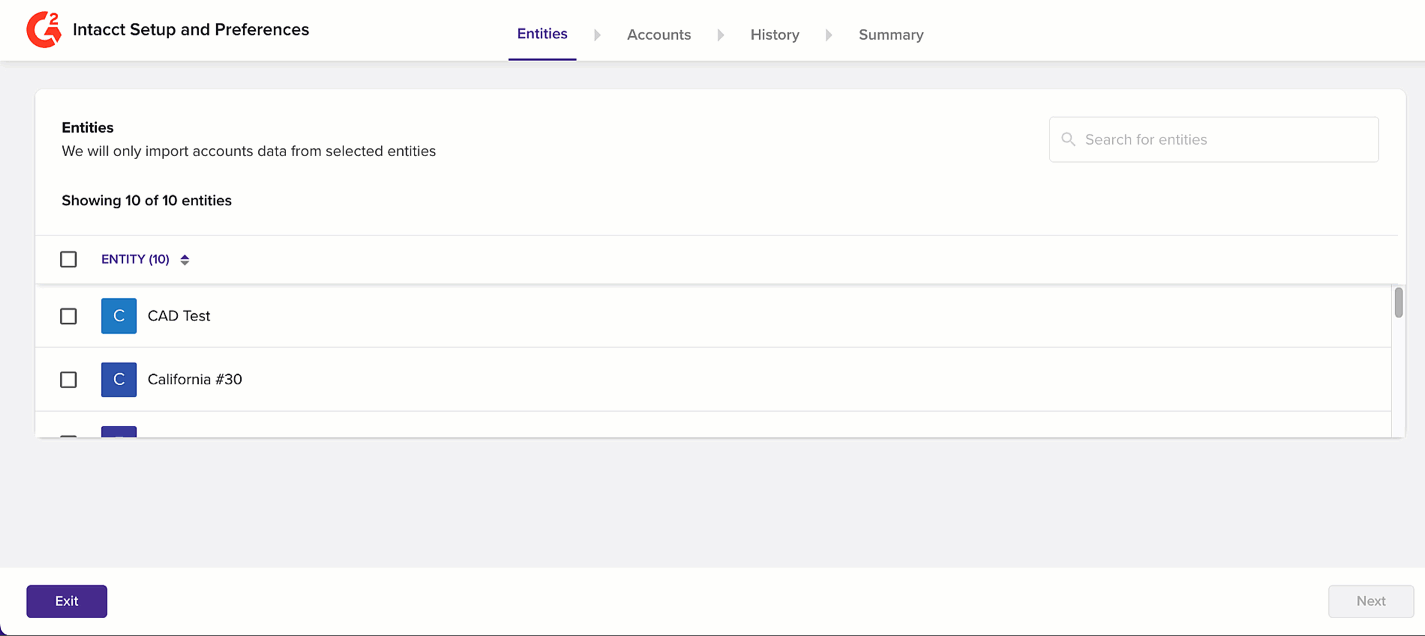 G2 Intacct Setup and Preferences
Entities Accounts History Summary
Entities
We will only import accounts data from selected entities
Search for entities
Showing 10 of 10 entities
ENTITY (10)
C CAD Test
C California #30
Exit
Next